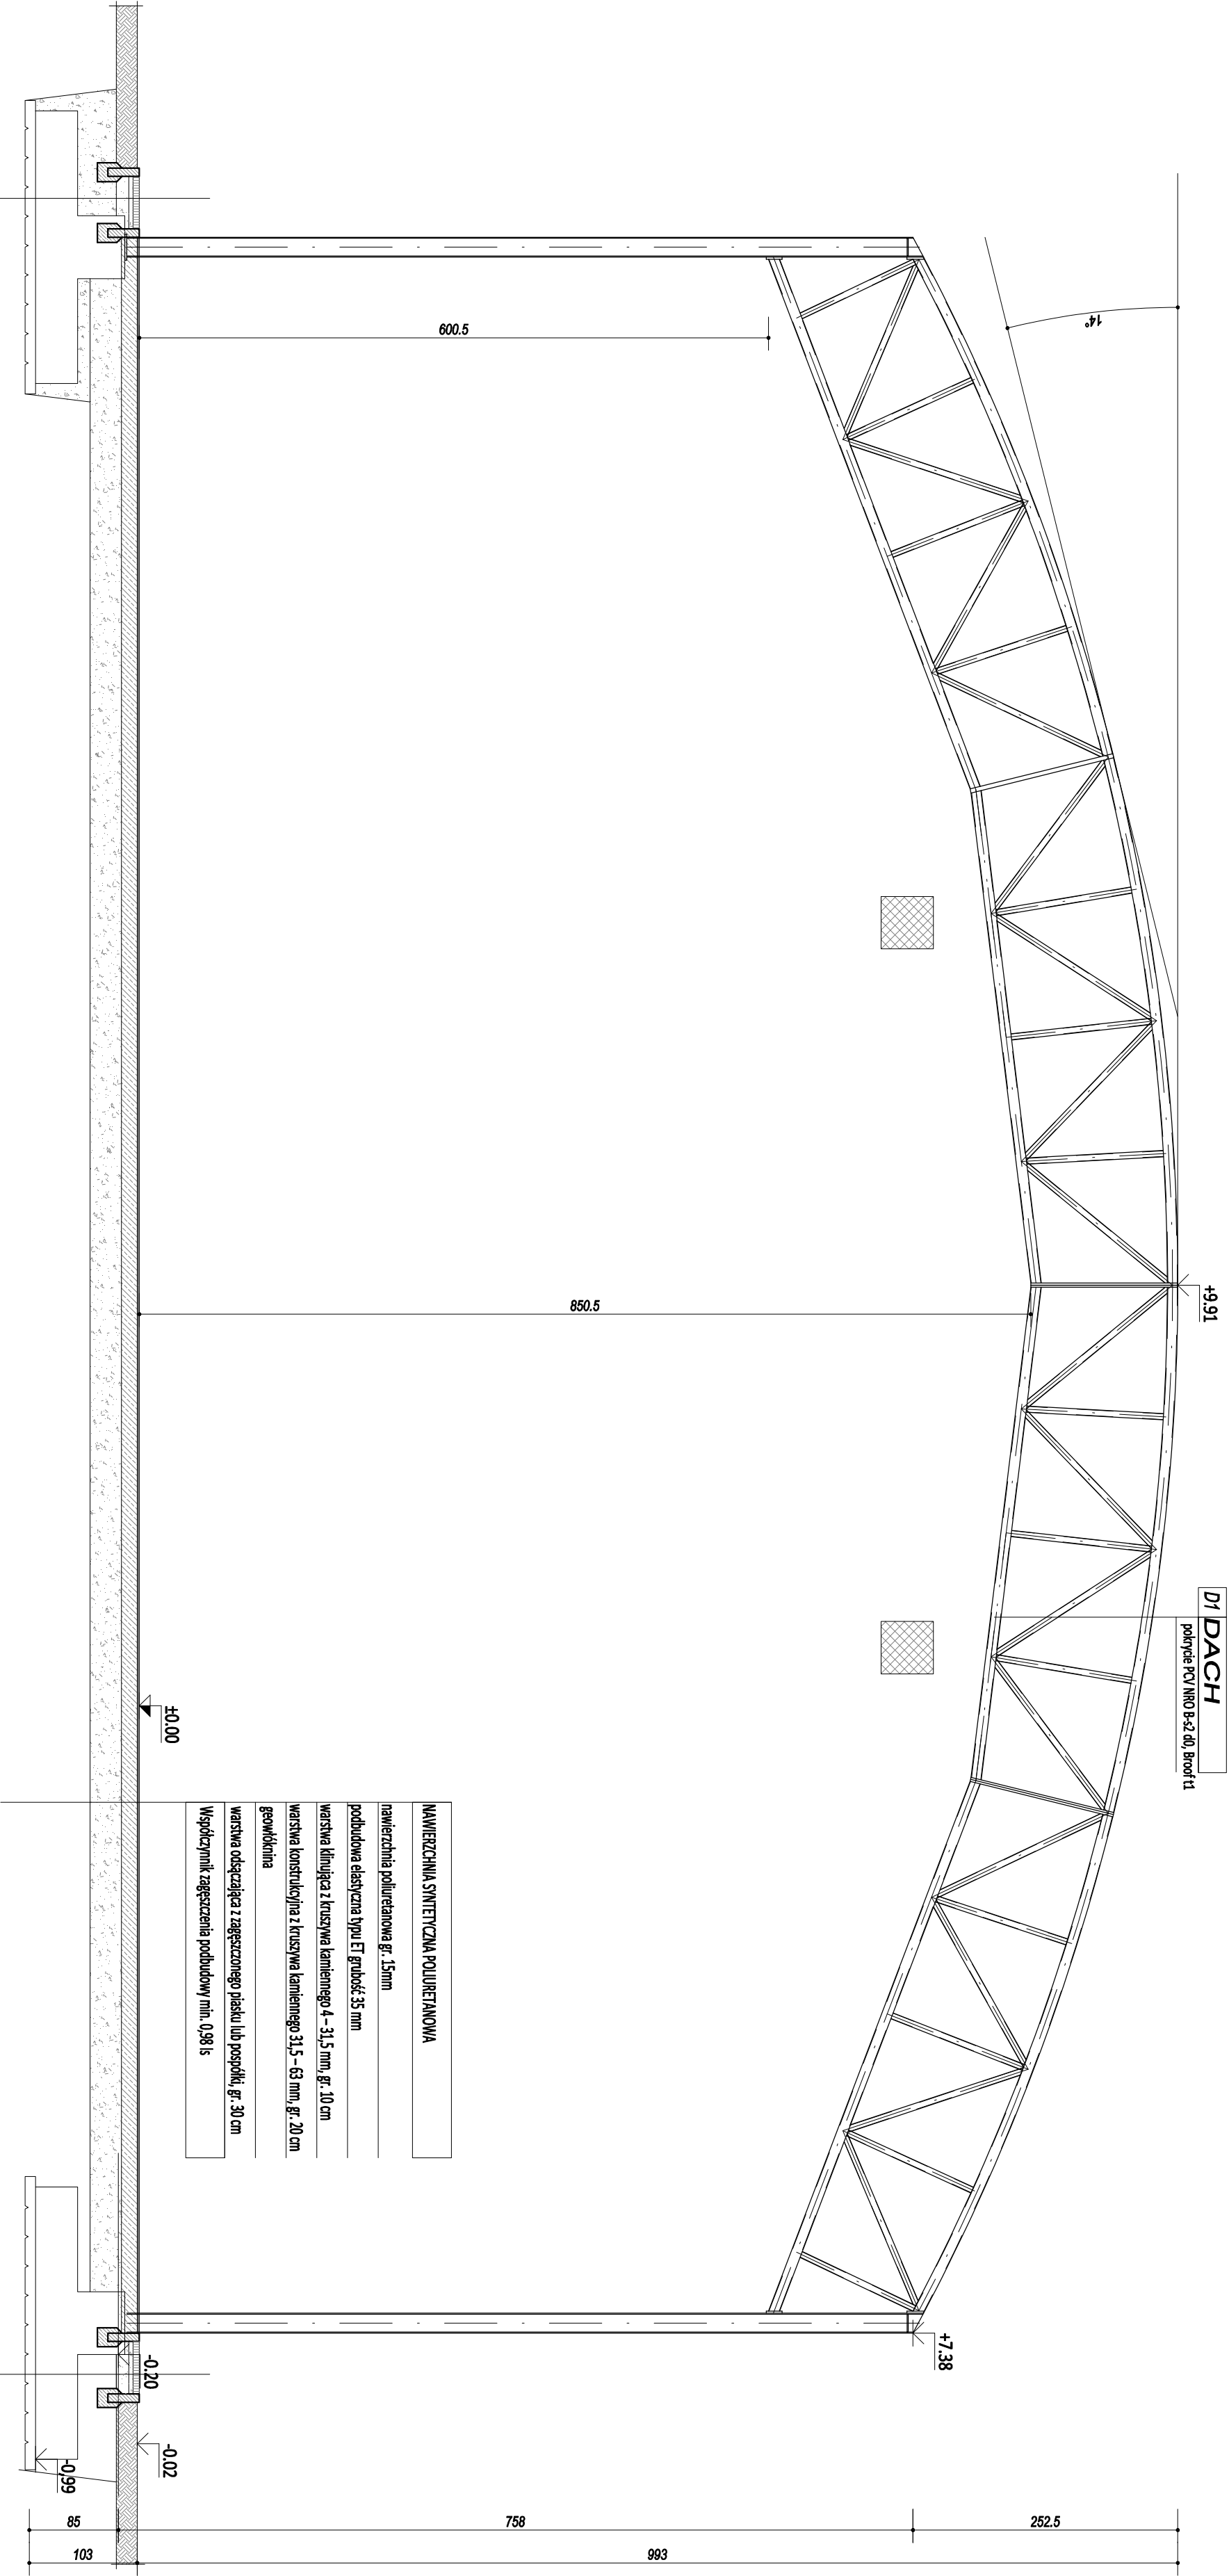 14°
600.5
+9.91
850.5
D1 DACH
pokrycie PCV NRO B-s2 d0, Broof t1
±0.00
NAWIERZCHNIA SYNTETYCZNA POLIURETANOWA
nawierzchnia poliuretanowa gr. 15mm
podbudowa elastyczna typu ET grubość 35 mm
warstwa klinująca z kruszywa kamiennego 4 – 31,5 mm, gr. 10 cm
warstwa konstrukcyjna z kruszywa kamiennego 31,5 – 63 mm, gr. 20 cm
geowłóknina
warstwa odsączająca z zagęszczonego piasku lub pospółki, gr. 30 cm
Współczynnik zagęszczenia podbudowy min. 0,98 Is
+7.38
-0.20
-0.02
-0,99
252.5
758
85
993
103